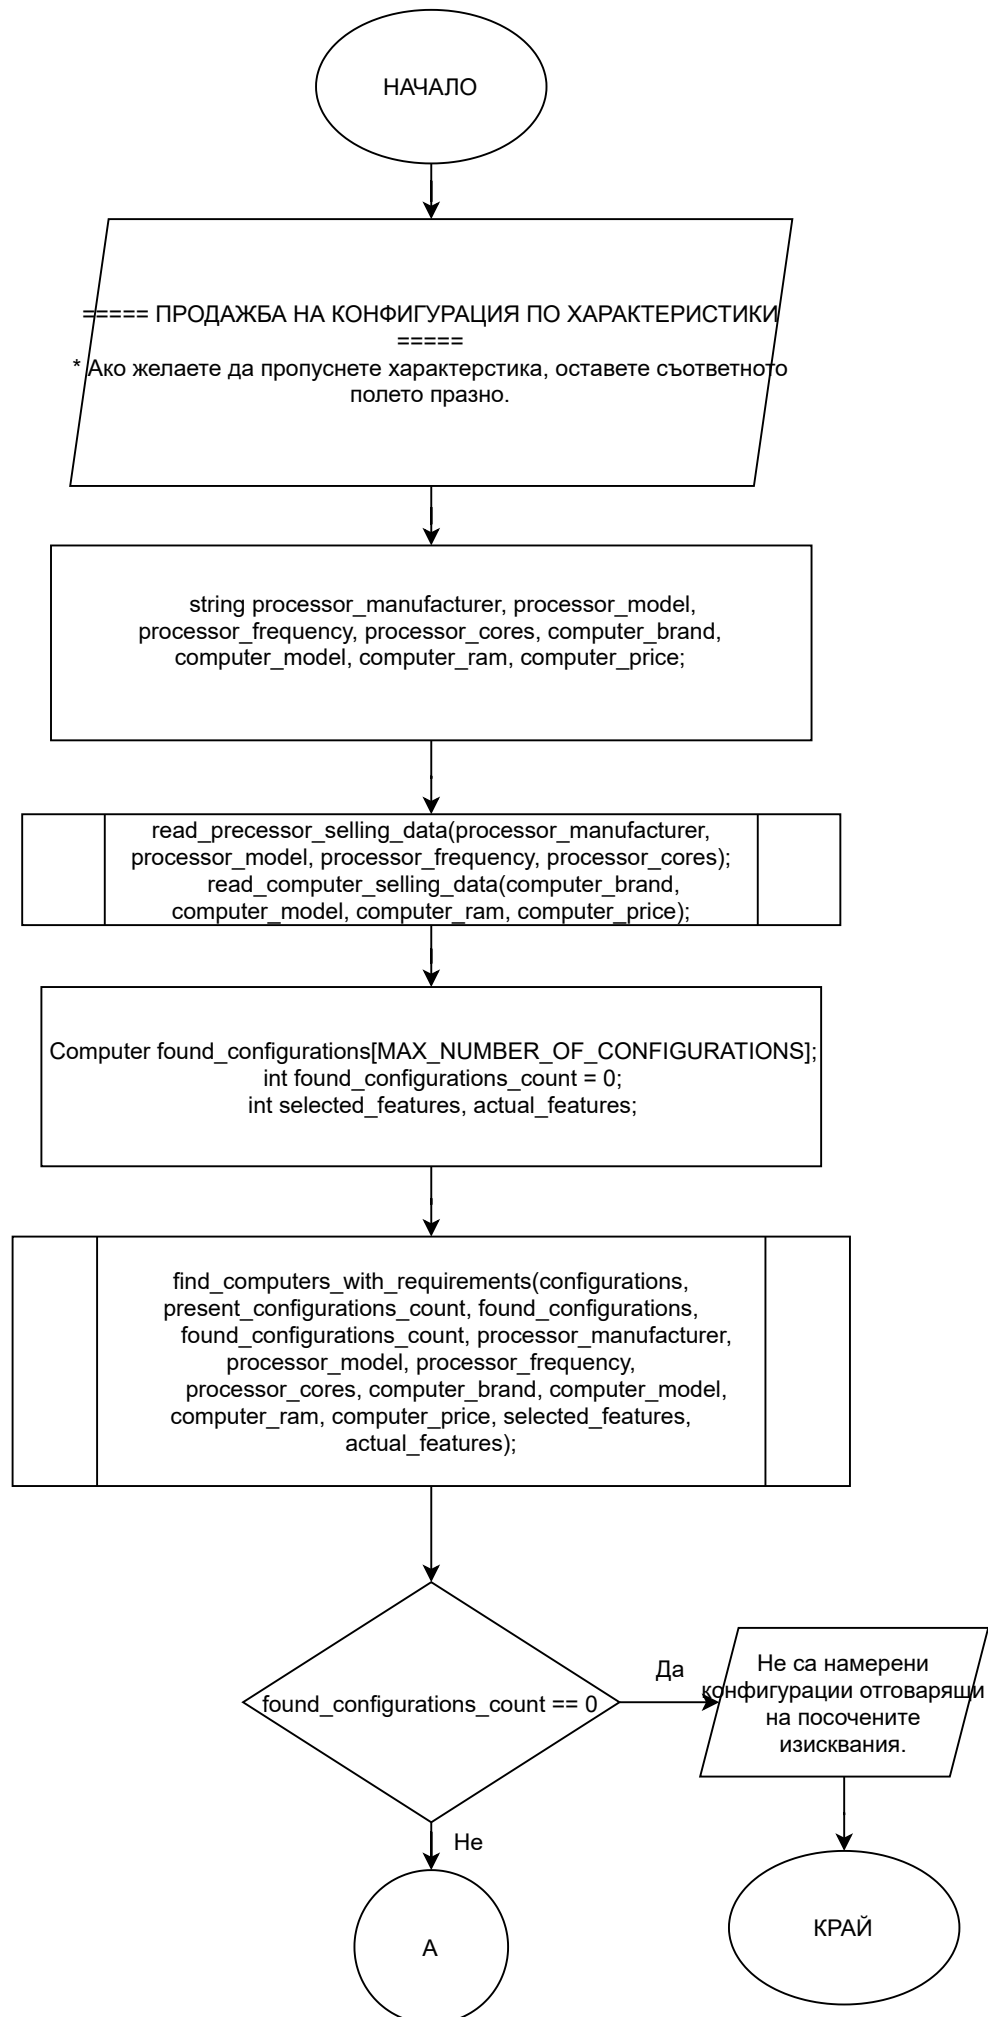 НАЧАЛО
===== ПРОДАЖБА НА КОНФИГУРАЦИЯ ПО ХАРАКТЕРИСТИКИ
=====
* Ако желаете да пропуснете характерстика, оставете съответното
полето празно.
string processor_manufacturer, processor_model,
processor_frequency, processor_cores, computer_brand,
computer_model, computer_ram, computer_price;
read_precessor_selling_data(processor_manufacturer,
processor_model, processor_frequency, processor_cores);
read_computer_selling_data(computer_brand,
computer_model, computer_ram, computer_price);
Computer found_configurations[MAX_NUMBER_OF_CONFIGURATIONS];
int found_configurations_count = 0;
int selected_features, actual_features;
find_computers_with_requirements(configurations,
present_configurations_count, found_configurations,
found_configurations_count, processor_manufacturer,
processor_model, processor_frequency,
processor_cores, computer_brand, computer_model,
computer_ram, computer_price, selected_features,
actual_features);
found_configurations_count == 0
Да
Не са намерени
конфигурации отговарящи
на посочените
изисквания.
Не
А
КРАЙ